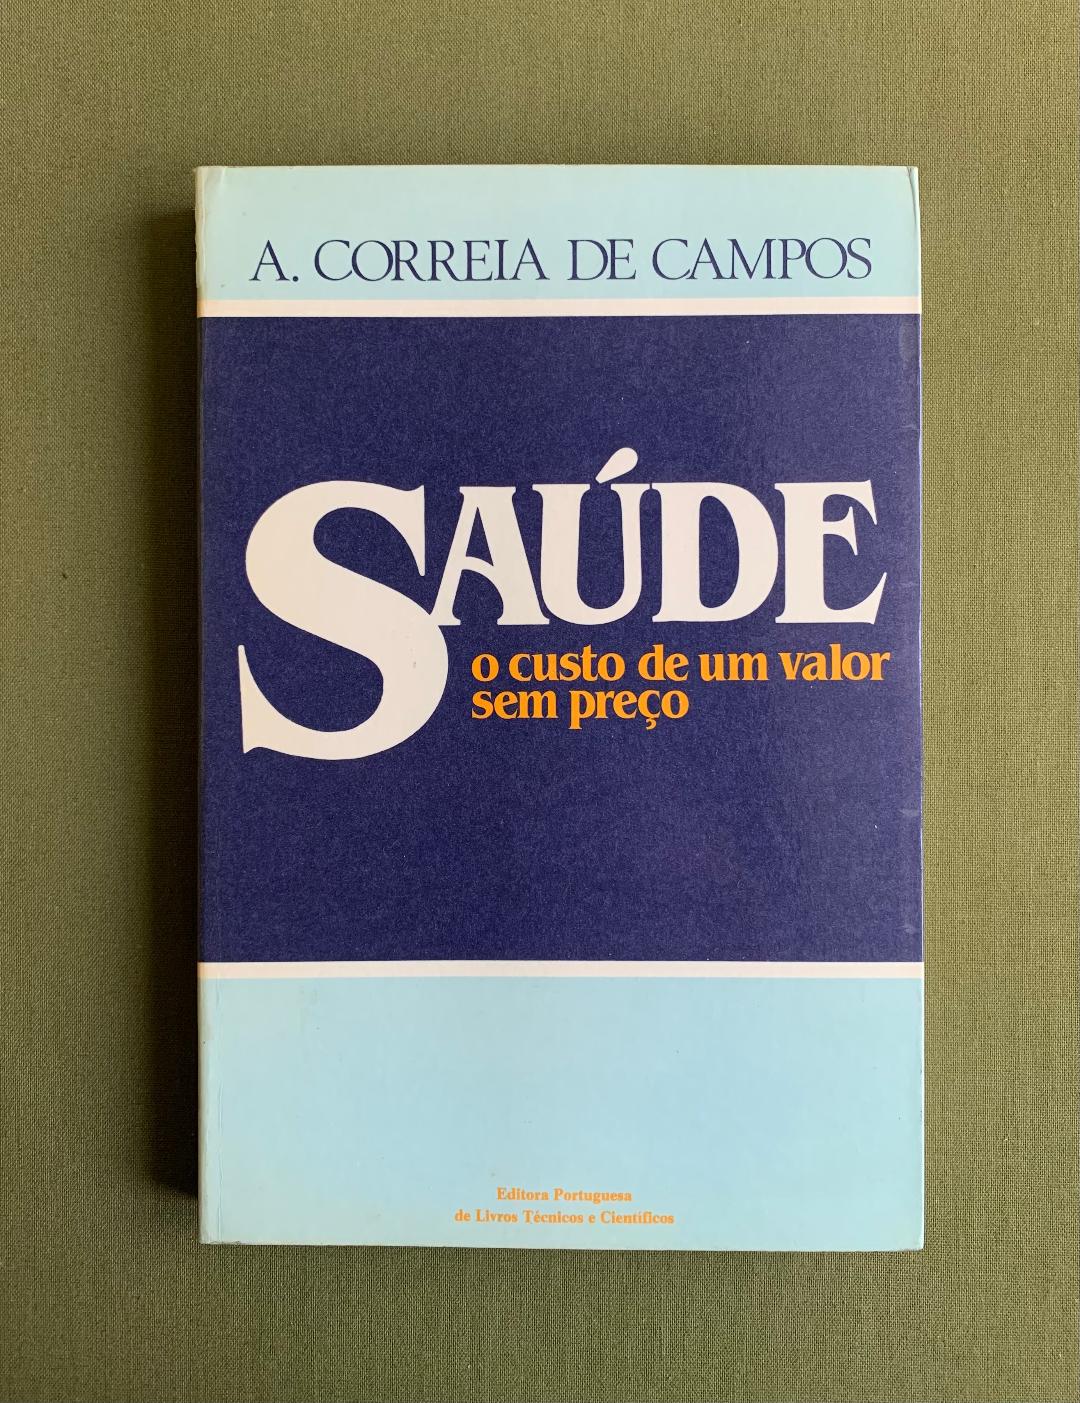 A. CORREIA DE CAMPOS
SAÚDE
o custo de um valor
sem preço
Editora Portuguesa
de Livros Técnicos e Científicos